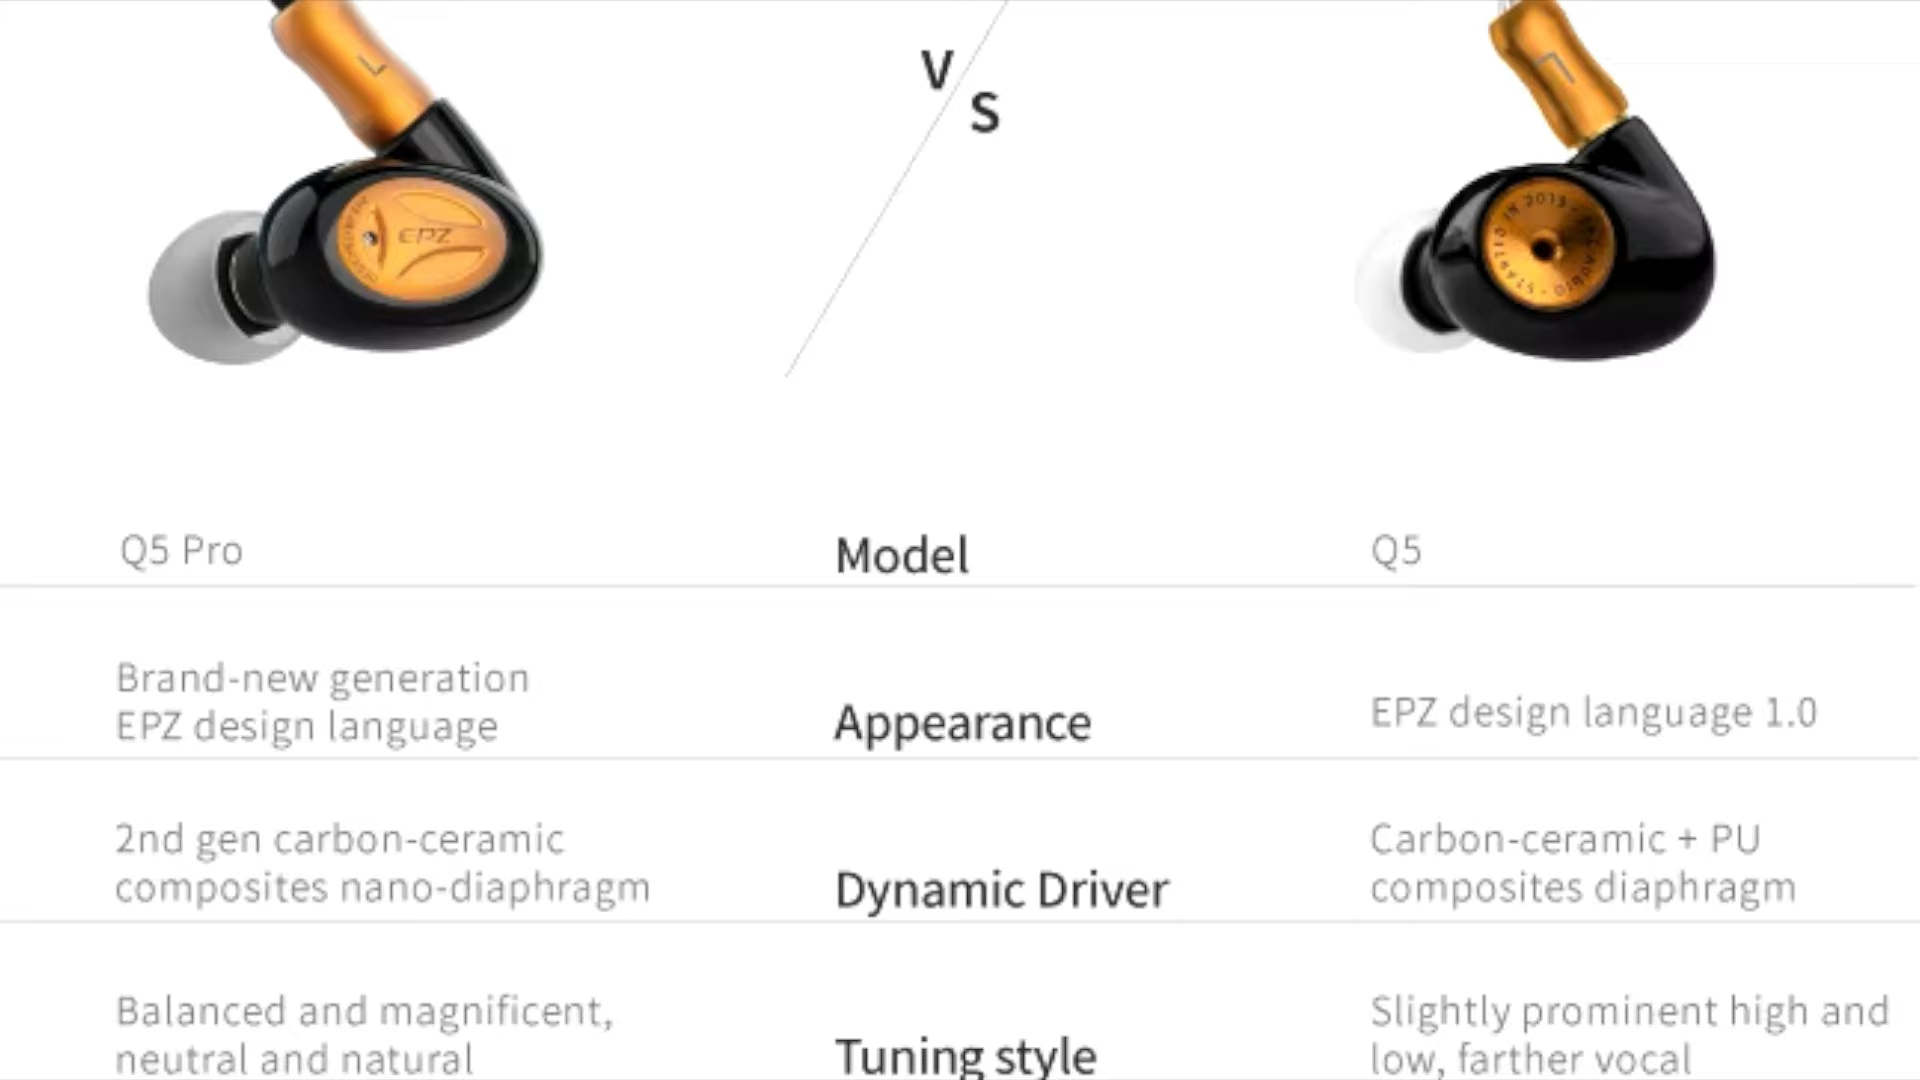 V
S
L
L
EPZ
Q5 Pro
Model
Q5
Brand-new generation
EPZ design language
Appearance
EPZ design language 1.0
2nd gen carbon-ceramic
composites nano-diaphragm
Dynamic Driver
Carbon-ceramic + PU
composites diaphragm
Balanced and magnificent,
neutral and natural
Tuning style
Slightly prominent high and
low, farther vocal